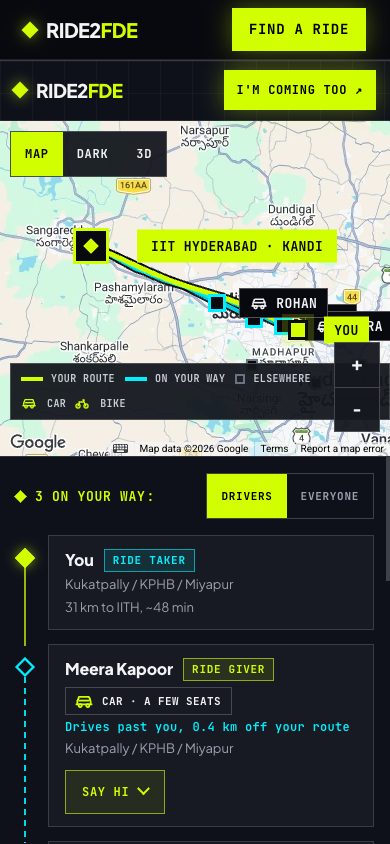 RIDE2FDE
FIND A RIDE
RIDE2FDE
I'M COMING TOO ↗
MAP DARK 3D
Narsapur
నర్సాపూర్
161AA
Dundigal
దుండిగల్
Sangared
IIT HYDERABAD · KANDI
Pashamylaram
పాశమైలారం
44
ROHAN
RA
YOU
Shankarpalle
శంకర్‌పల్లి
MADHAPUR
+
-
YOUR ROUTE ON YOUR WAY ELSEWHERE
CAR BIKE
4
Google
Map data ©2026 Google Terms Report a map error
3 ON YOUR WAY:
DRIVERS EVERYONE
You RIDE TAKER
Kukatpally / KPHB / Miyapur
31 km to IITH, ~48 min
Meera Kapoor RIDE GIVER
CAR · A FEW SEATS
Drives past you, 0.4 km off your route
Kukatpally / KPHB / Miyapur
SAY HI